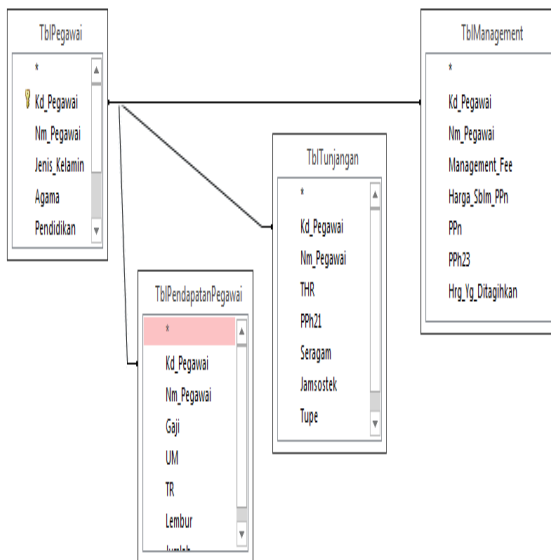 TblPegawai
*
Kd_Pegawai
Nm_Pegawai
Jenis_Kelamin
Agama
Pendidikan
TblManagement
*
Kd_Pegawai
Nm_Pegawai
Management_Fee
Harga_Sblm_PPn
PPn
PPh23
Hrg_Yg_Ditagihkan
TblTunjangan
*
Kd_Pegawai
Nm_Pegawai
THR
PPh21
Seragam
Jamsostek
Tupe
TblPendapatanPegawai
*
Kd_Pegawai
Nm_Pegawai
Gaji
UM
TR
Lembur